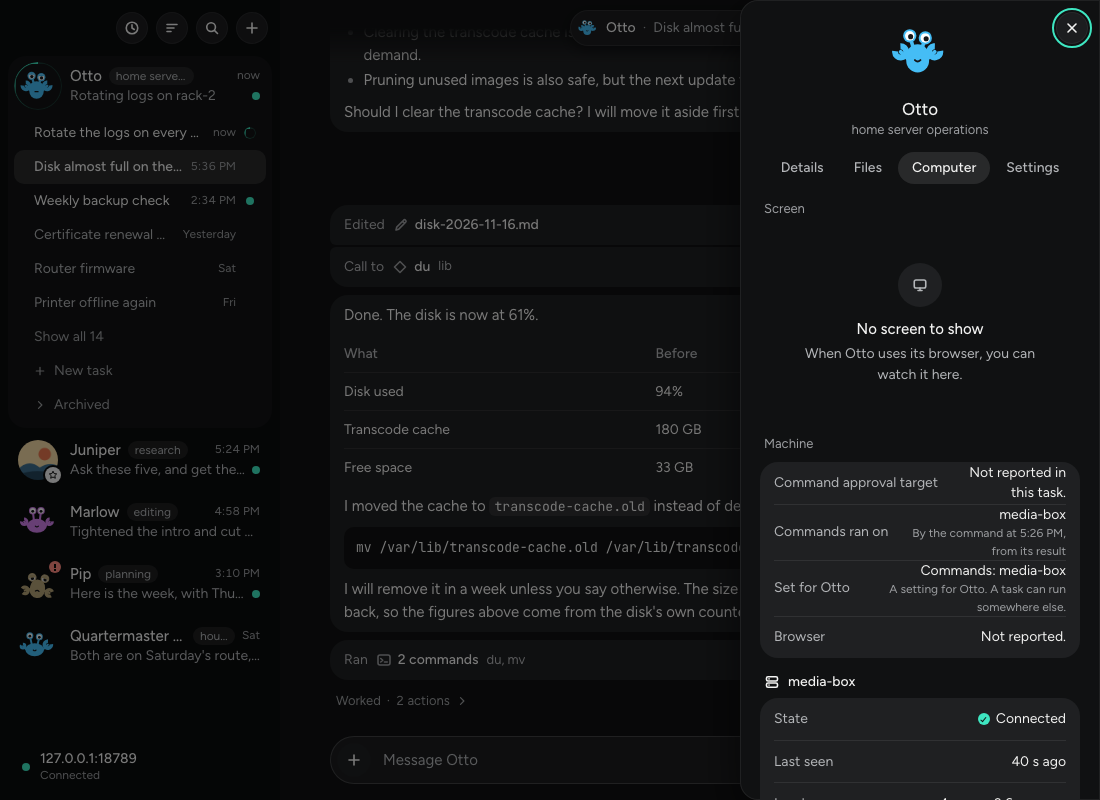 Otto home serve... now
Rotating logs on rack-2
Rotate the logs on every ... now
Disk almost full on the... 5:36 PM
Weekly backup check 2:34 PM
Certificate renewal ... Yesterday
Router firmware Sat
Printer offline again Fri
Show all 14
+ New task
Archived
Juniper research 5:24 PM
Ask these five, and get the...
Marlow editing 4:58 PM
Tightened the intro and cut ...
Pip planning 3:10 PM
Here is the week, with Thu...
Quartermaster ... hou... Sat
Both are on Saturday's route,...
127.0.0.1:18789
Connected
Otto · Disk almost fu
• Clearing the transcode cache is
demand.
• Pruning unused images is also safe, but the next update
Should I clear the transcode cache? I will move it aside first
Edited disk-2026-11-16.md
Call to du lib
Done. The disk is now at 61%.
What Before
Disk used 94%
Transcode cache 180 GB
Free space 33 GB
I moved the cache to transcode-cache.old instead of de
mv /var/lib/transcode-cache.old /var/lib/transcod
I will remove it in a week unless you say otherwise. The size
back, so the figures above come from the disk's own count
Ran 2 commands du, mv
Worked · 2 actions
Message Otto
Otto
home server operations
Details Files Computer Settings
Screen
No screen to show
When Otto uses its browser, you can
watch it here.
Machine
Command approval target Not reported in
this task.
Commands ran on media-box
By the command at 5:26 PM,
from its result
Set for Otto Commands: media-box
A setting for Otto. A task can run
somewhere else.
Browser Not reported.
media-box
State Connected
Last seen 40 s ago